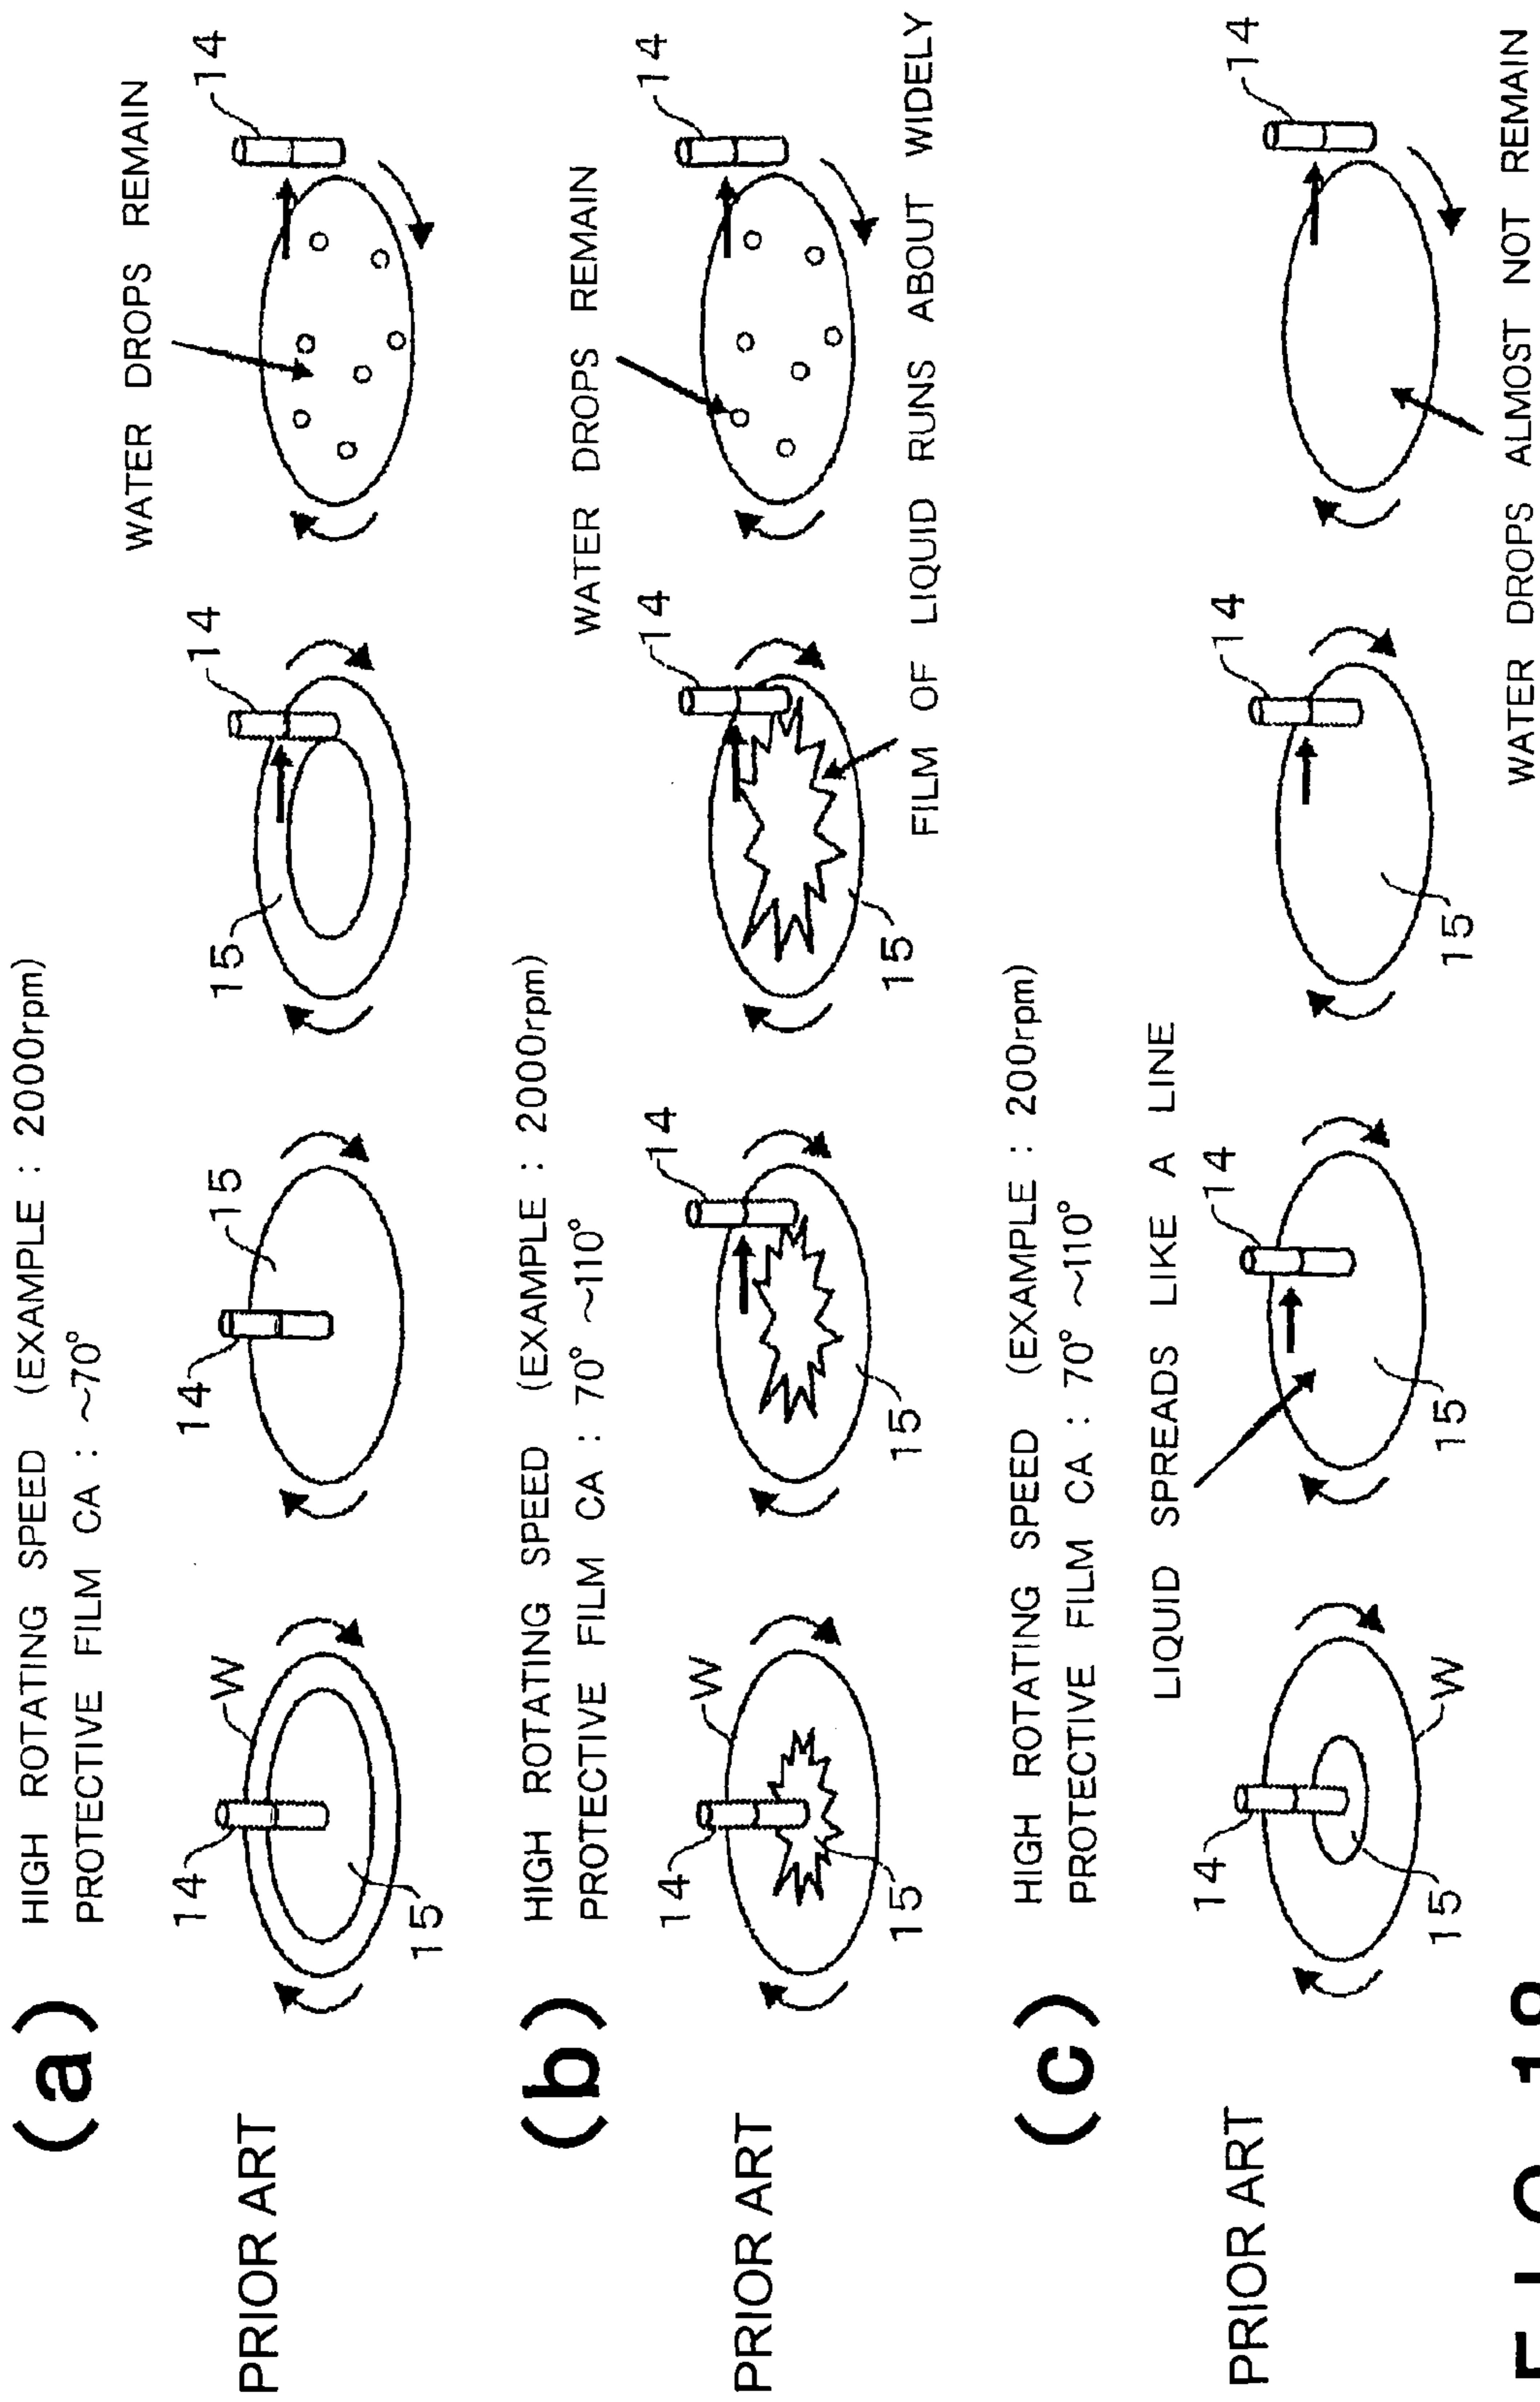 (a)
HIGH ROTATING SPEED (EXAMPLE : 2000rpm)
PROTECTIVE FILM CA : ~70°
PRIOR ART
14
W
15
14
15
15
14
WATER DROPS REMAIN
14
(b)
HIGH ROTATING SPEED (EXAMPLE : 2000rpm)
PROTECTIVE FILM CA : 70° ~110°
PRIOR ART
14
W
15
14
15
14
15
FILM OF LIQUID RUNS ABOUT WIDELY
WATER DROPS REMAIN
14
(c)
HIGH ROTATING SPEED (EXAMPLE : 200rpm)
PROTECTIVE FILM CA : 70° ~110°
PRIOR ART
14
W
15
LIQUID SPREADS LIKE A LINE
14
15
14
15
14
WATER DROPS ALMOST NOT REMAIN